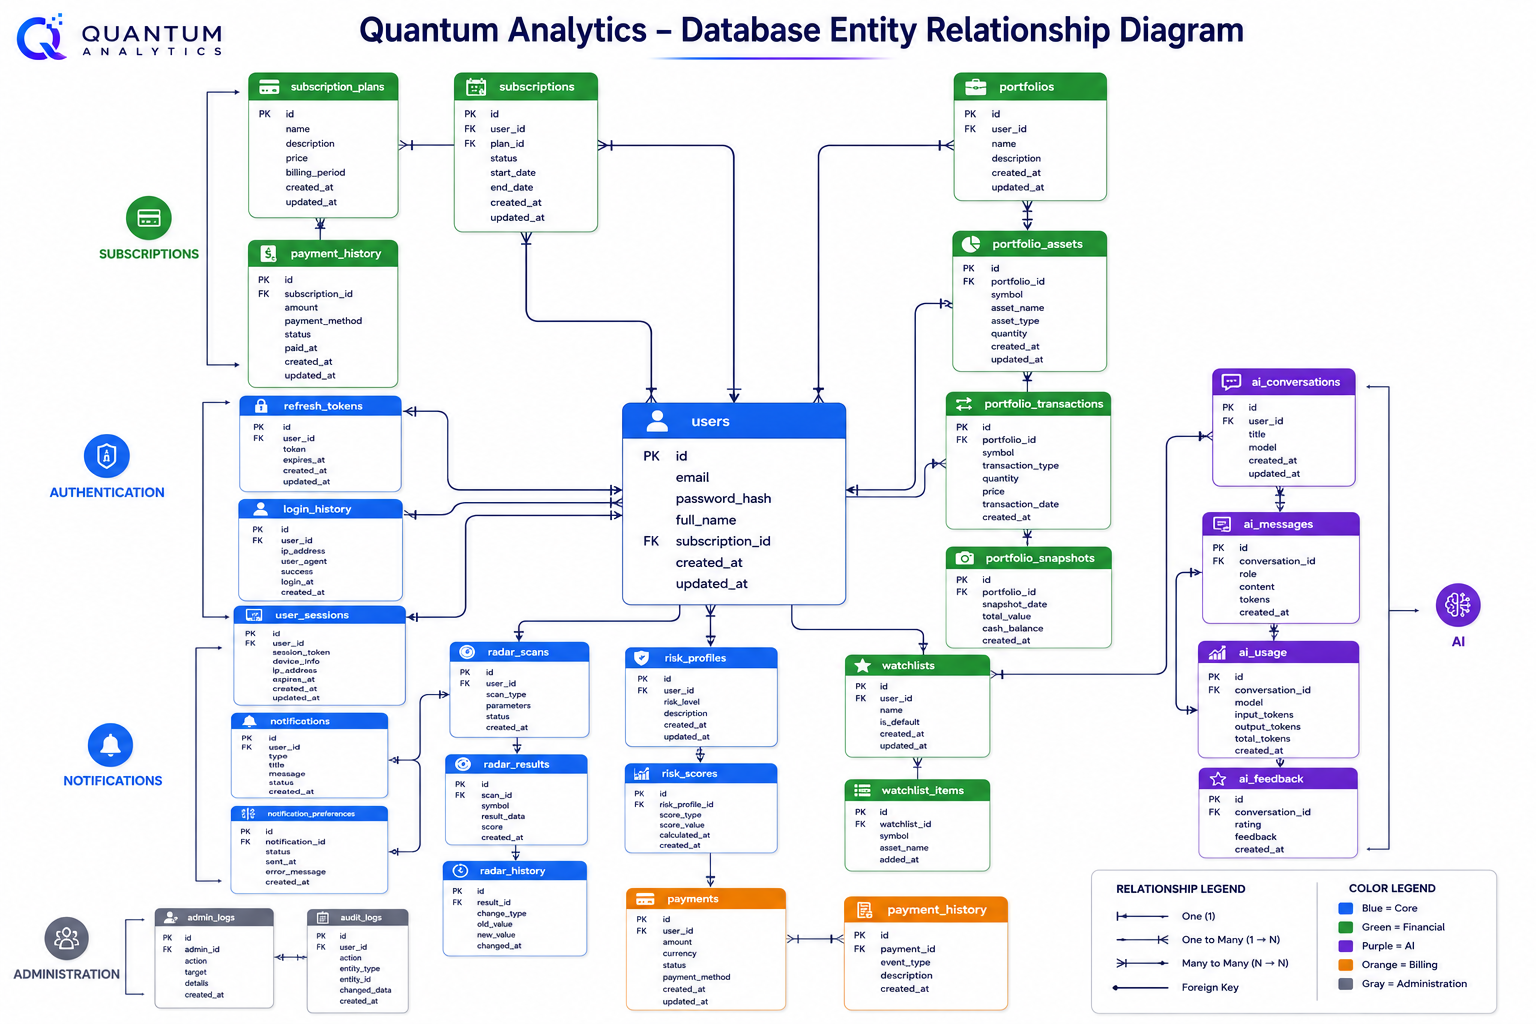 QUANTUM
ANALYTICS
Quantum Analytics – Database Entity Relationship Diagram
subscription_plans
PK id
name
description
price
billing_period
created_at
updated_at
subscriptions
PK id
FK user_id
FK plan_id
status
start_date
end_date
created_at
updated_at
portfolios
PK id
FK user_id
name
description
created_at
updated_at
SUBSCRIPTIONS
payment_history
PK id
FK subscription_id
amount
payment_method
status
paid_at
created_at
updated_at
portfolio_assets
PK id
FK portfolio_id
symbol
asset_name
asset_type
quantity
created_at
updated_at
AUTHENTICATION
refresh_tokens
PK id
FK user_id
token
expires_at
created_at
updated_at
login_history
PK id
FK user_id
ip_address
user_agent
success
login_at
created_at
user_sessions
PK id
FK user_id
session_token
device_info
ip_address
expires_at
created_at
updated_at
users
PK id
email
password_hash
full_name
FK subscription_id
created_at
updated_at
portfolio_transactions
PK id
FK portfolio_id
symbol
transaction_type
quantity
price
transaction_date
created_at
portfolio_snapshots
PK id
FK portfolio_id
snapshot_date
total_value
cash_balance
created_at
ai_conversations
PK id
FK user_id
title
model
created_at
updated_at
ai_messages
PK id
FK conversation_id
role
content
tokens
created_at
ai_usage
PK id
FK conversation_id
model
input_tokens
output_tokens
total_tokens
created_at
ai_feedback
PK id
FK conversation_id
rating
feedback
created_at
AI
NOTIFICATIONS
notifications
PK id
FK user_id
type
title
message
status
created_at
notification_preferences
PK id
FK notification_id
status
sent_at
error_message
created_at
radar_scans
PK id
FK user_id
scan_type
parameters
status
created_at
radar_results
PK id
FK scan_id
symbol
result_data
score
created_at
radar_history
PK id
FK result_id
change_type
old_value
new_value
changed_at
risk_profiles
PK id
FK user_id
risk_level
description
created_at
updated_at
risk_scores
PK id
FK risk_profile_id
score_type
score_value
calculated_at
created_at
watchlists
PK id
FK user_id
name
is_default
created_at
updated_at
watchlist_items
PK id
FK watchlist_id
symbol
asset_name
added_at
ADMINISTRATION
admin_logs
PK id
FK admin_id
action
target
details
created_at
audit_logs
PK id
FK user_id
action
entity_type
entity_id
changed_data
created_at
payments
PK id
FK user_id
amount
currency
status
payment_method
created_at
updated_at
payment_history
PK id
FK payment_id
event_type
description
created_at
RELATIONSHIP LEGEND
One (1)
One to Many (1 → N)
Many to Many (N → N)
Foreign Key
COLOR LEGEND
Blue = Core
Green = Financial
Purple = AI
Orange = Billing
Gray = Administration